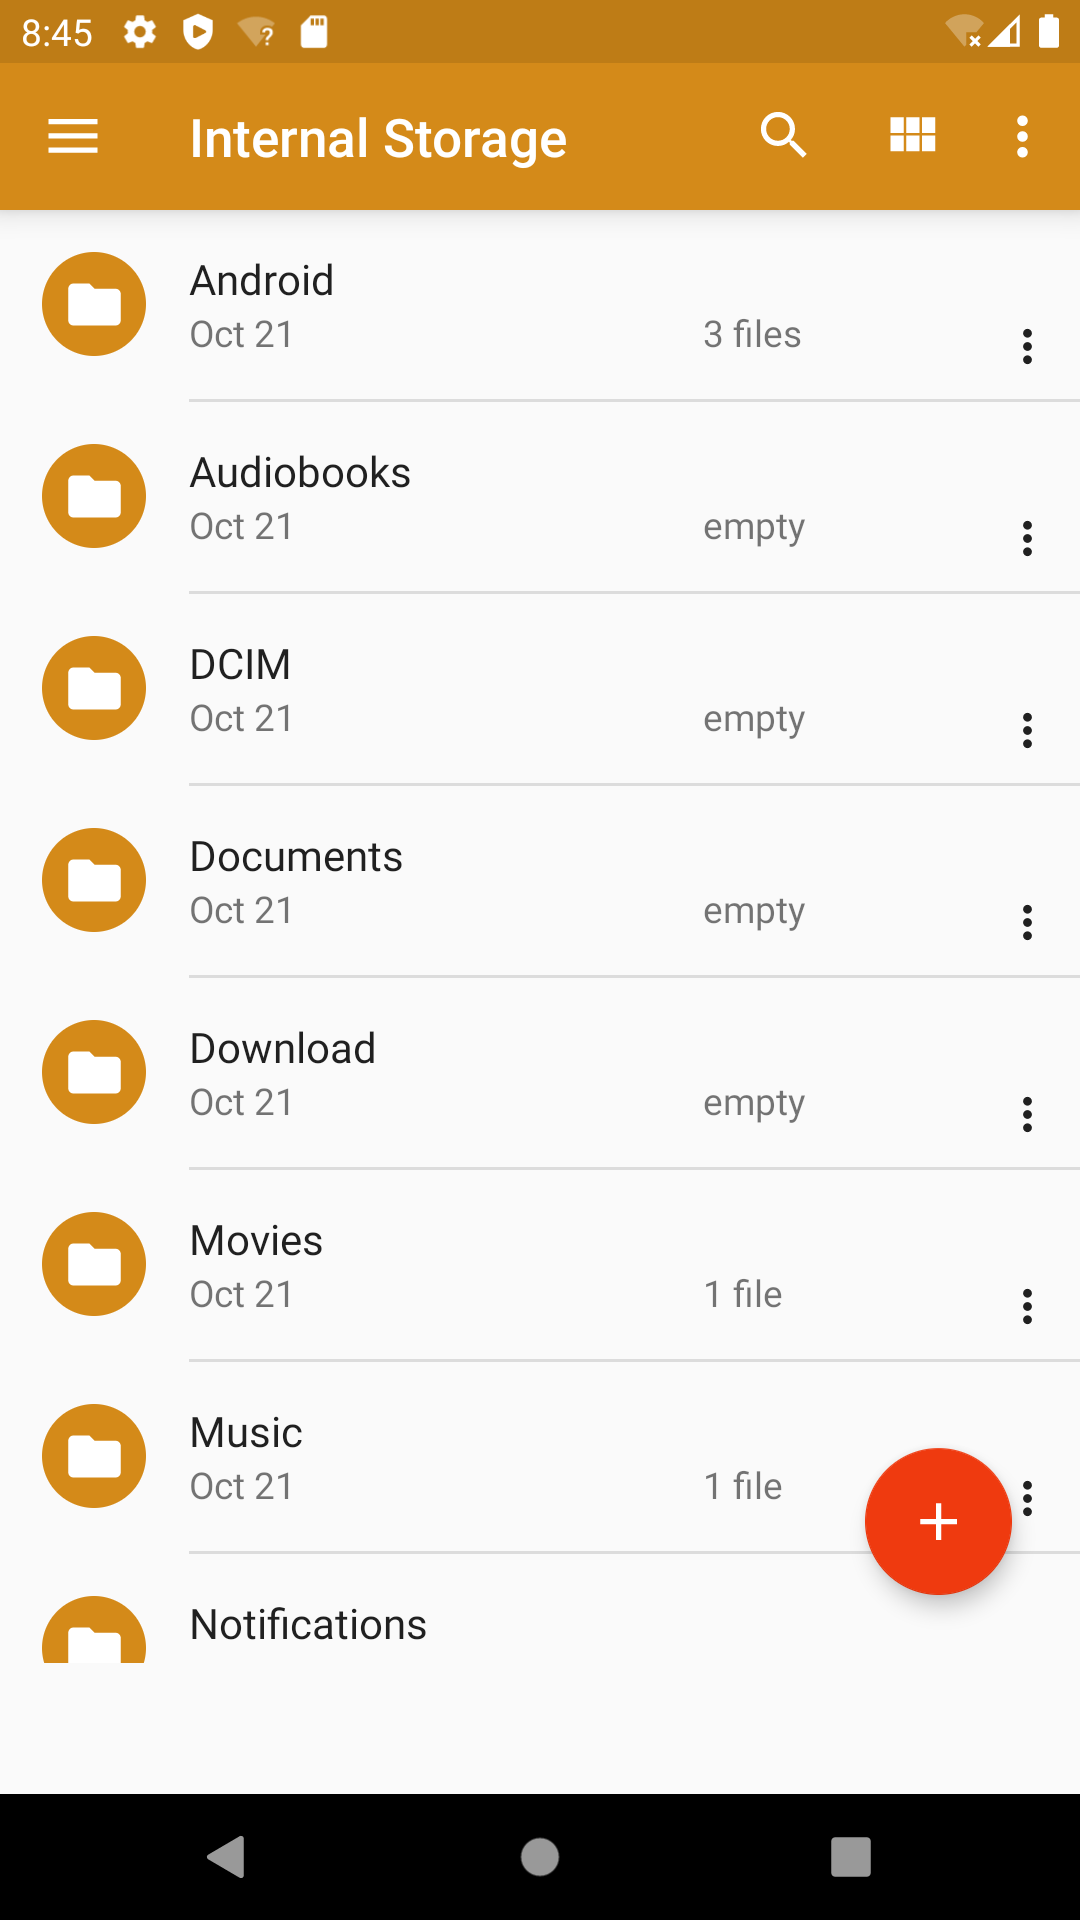 8:45
Internal Storage
Android
Oct 21
3 files
Audiobooks
Oct 21
empty
DCIM
Oct 21
empty
Documents
Oct 21
empty
Download
Oct 21
empty
Movies
Oct 21
1 file
Music
Oct 21
1 file
Notifications